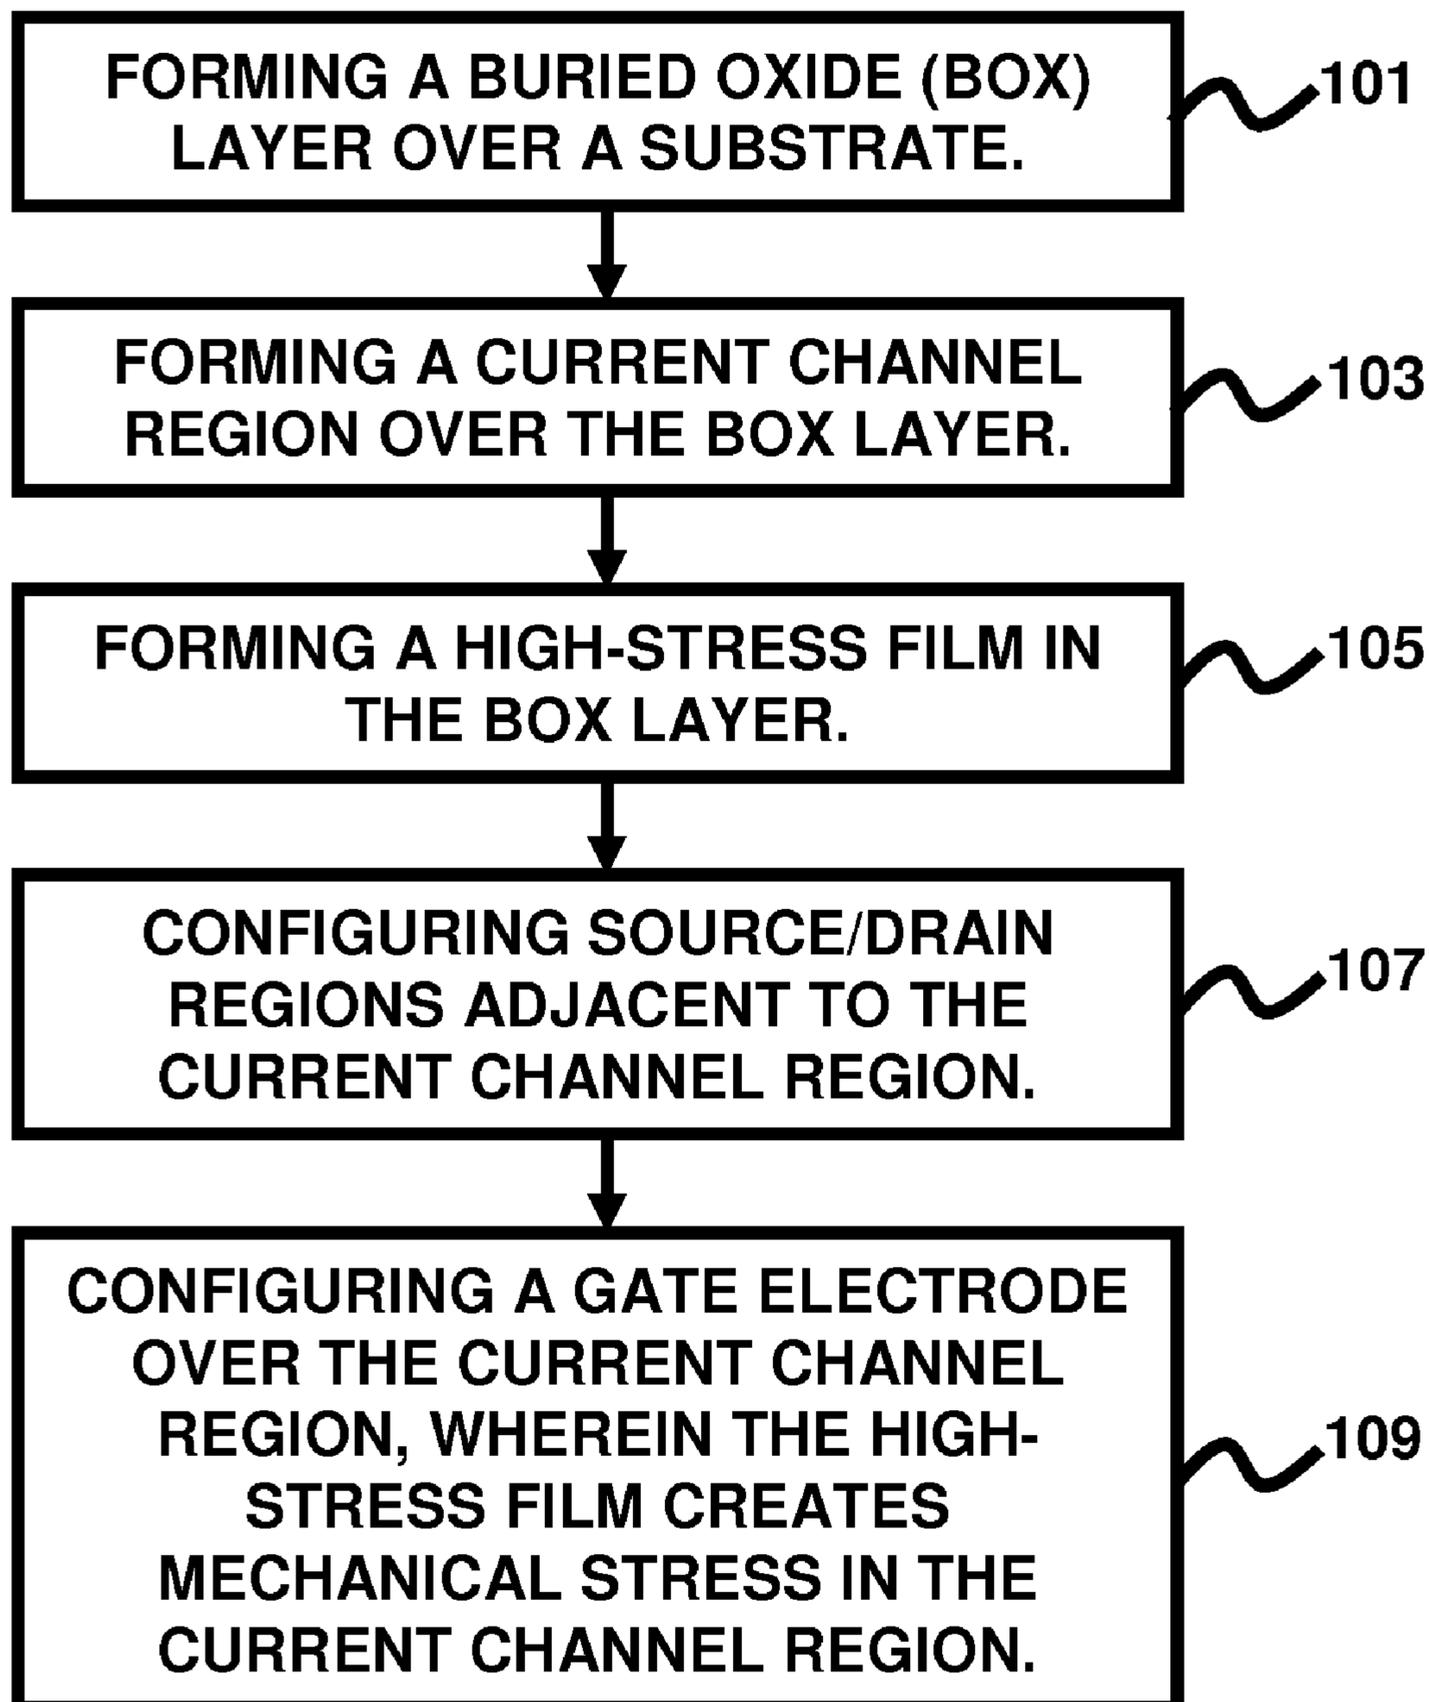 FORMING A BURIED OXIDE (BOX)
LAYER OVER A SUBSTRATE.
101
FORMING A CURRENT CHANNEL
REGION OVER THE BOX LAYER.
103
FORMING A HIGH-STRESS FILM IN
THE BOX LAYER.
105
CONFIGURING SOURCE/DRAIN
REGIONS ADJACENT TO THE
CURRENT CHANNEL REGION.
107
CONFIGURING A GATE ELECTRODE
OVER THE CURRENT CHANNEL
REGION, WHEREIN THE HIGH-
STRESS FILM CREATES
MECHANICAL STRESS IN THE
CURRENT CHANNEL REGION.
109